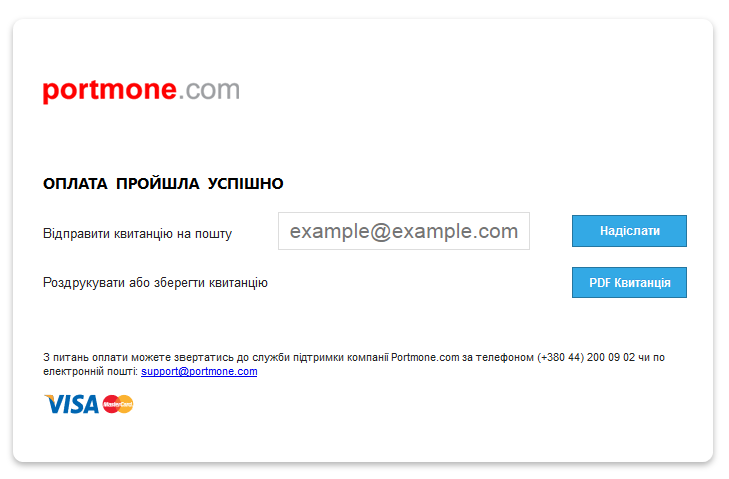 portmone.com
ОПЛАТА ПРОЙШЛА УСПІШНО
Відправити квитанцію на пошту
example@example.com
Надіслати
Роздрукувати або зберегти квитанцію
PDF Квитанція
З питань оплати можете звертатись до служби підтримки компанії Portmone.com за телефоном (+380 44) 200 09 02 чи по
електронній пошті: support@portmone.com
VISA MasterCard